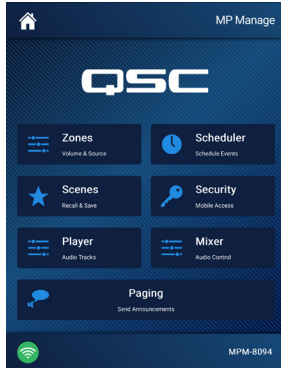 MP Manage
QSC
Zones
Volume & Source
Scheduler
Schedule Events
Scenes
Recall & Save
Security
Mobile Access
Player
Audio Tracks
Mixer
Audio Control
Paging
Send Announcements
MPM-8094